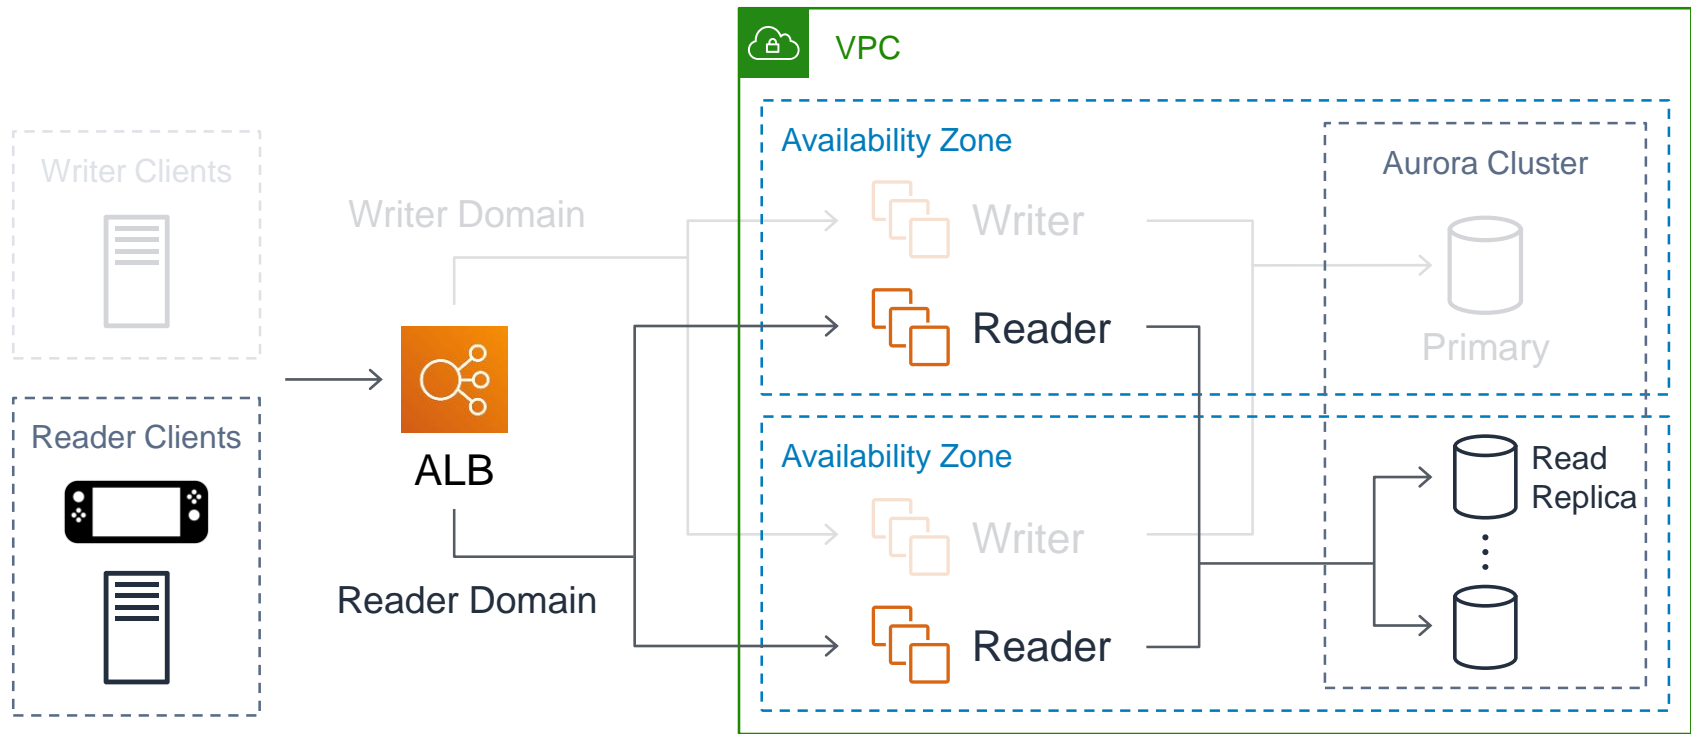 VPC
Writer Clients
Writer Domain
Availability Zone
Aurora Cluster
Writer
Reader
Primary
Reader Clients
ALB
Reader Domain
Availability Zone
Read
Replica
Writer
Reader